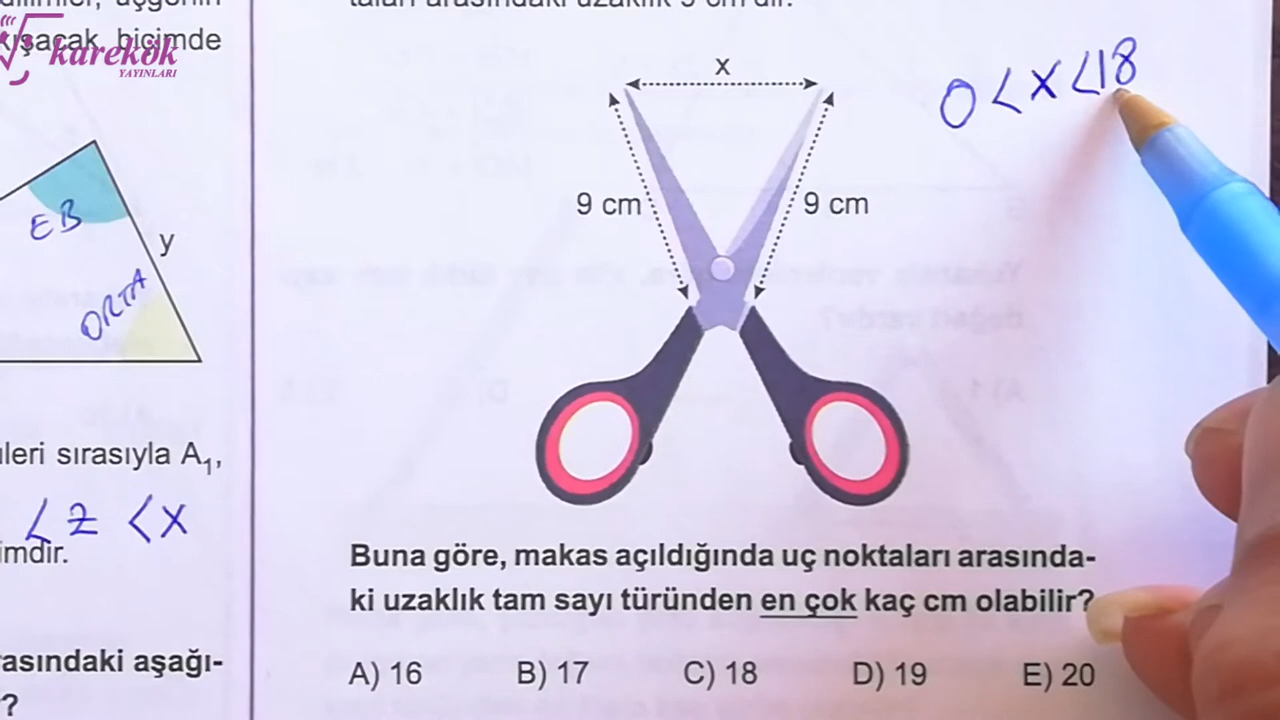 karekök
YAYINLARI
kışacak biçimde
EB
y
ORTA
ileri sırasıyla A₁,
< z < x
imdir.
rasındaki aşağı-
?
x
0 < x < 18
9 cm
9 cm
Buna göre, makas açıldığında uç noktaları arasında-
ki uzaklık tam sayı türünden en çok kaç cm olabilir?
A) 16 B) 17 C) 18 D) 19 E) 20